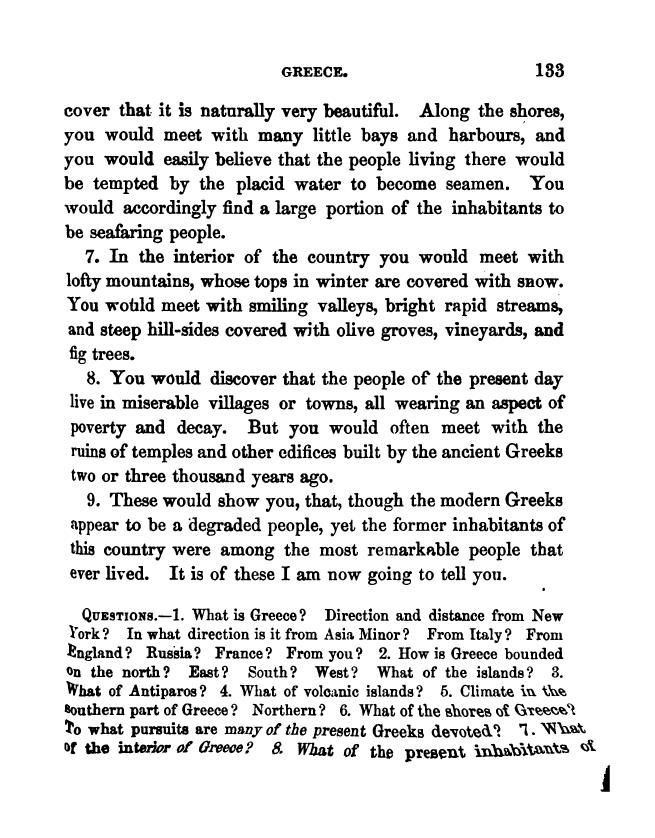 GREECE. 133
cover that it is naturally very beautiful. Along the shores,
you would meet with many little bays and harbours, and
you would easily believe that the people living there would
be tempted by the placid water to become seamen. You
would accordingly find a large portion of the inhabitants to
be seafaring people.
7. In the interior of the country you would meet with
lofty mountains, whose tops in winter are covered with snow.
You would meet with smiling valleys, bright rapid streams,
and steep hill-sides covered with olive groves, vineyards, and
fig trees.
8. You would discover that the people of the present day
live in miserable villages or towns, all wearing an aspect of
poverty and decay. But you would often meet with the
ruins of temples and other edifices built by the ancient Greeks
two or three thousand years ago.
9. These would show you, that, though the modern Greeks
appear to be a degraded people, yet the former inhabitants of
this country were among the most remarkable people that
ever lived. It is of these I am now going to tell you.
QUESTIONS.—1. What is Greece? Direction and distance from New
York? In what direction is it from Asia Minor? From Italy? From
England? Russia? France? From you? 2. How is Greece bounded
on the north? East? South? West? What of the islands? 3.
What of Antiparos? 4. What of volcanic islands? 5. Climate in the
southern part of Greece? Northern? 6. What of the shores of Greece?
To what pursuits are many of the present Greeks devoted? 7. What
of the interior of Greece? 8. What of the present inhabitants of